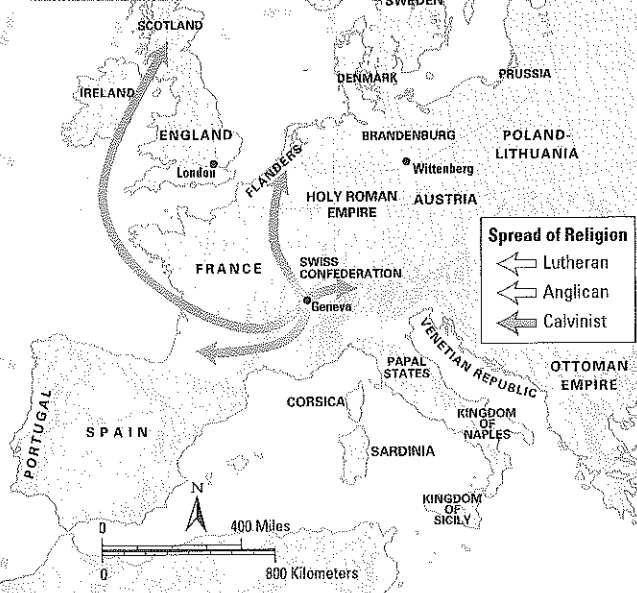 SWEDEN
SCOTLAND
DENMARK
PRUSSIA
IRELAND
ENGLAND
BRANDENBURG
POLAND-
LITHUANIA
London
FLANDERS
Wittenberg
HOLY ROMAN
EMPIRE
AUSTRIA
Spread of Religion
Lutheran
Anglican
Calvinist
FRANCE
SWISS
CONFEDERATION
Geneva
VENETIAN REPUBLIC
PAPAL
STATES
OTTOMAN
EMPIRE
PORTUGAL
SPAIN
CORSICA
KINGDOM
OF
NAPLES
SARDINIA
N
KINGDOM
OF
SICILY
0 400 Miles
0 800 Kilometers